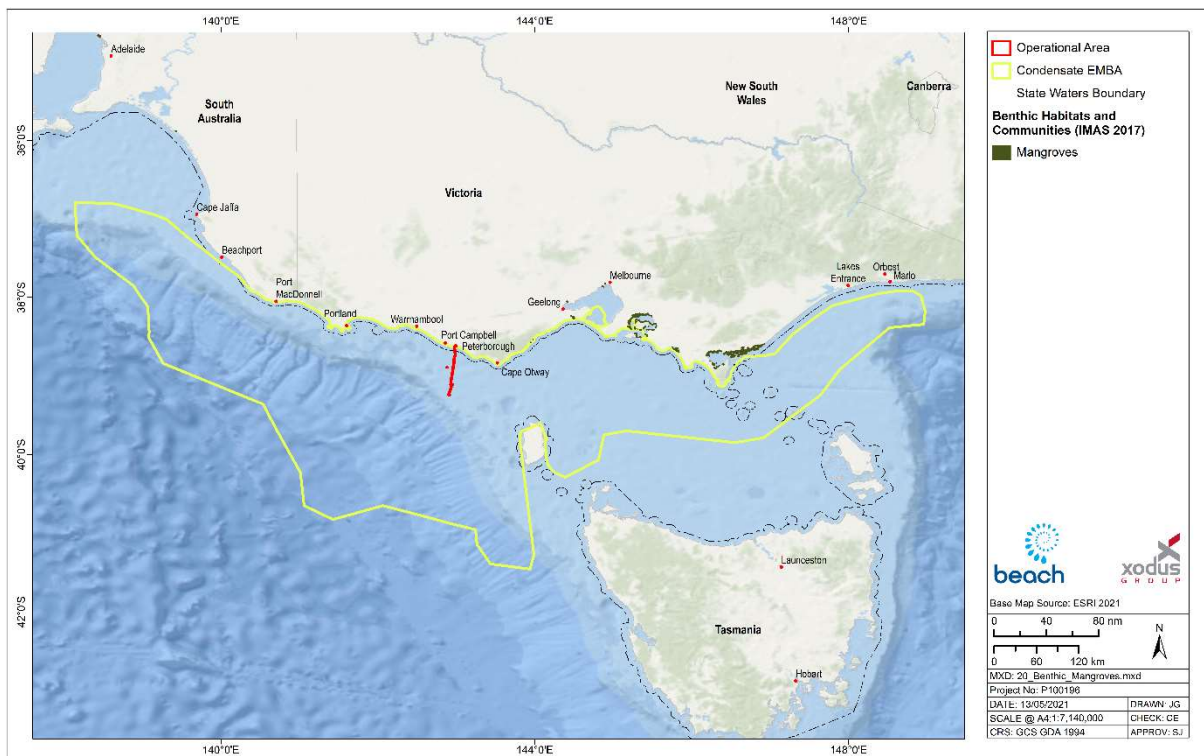 140°0'E 144°0'E 148°0'E
Adelaide
South
Australia
New South
Wales
Canberra
36°S
Victoria
Cape Jaffa
Beachport
Port
MacDonnell
Portland
Warrnambool
Port Campbell
Peterborough
Cape Otway
Geelong
Melbourne
Lakes
Entrance
Orbost
Marlo
38°0'S
40°0'S
42°0'S
Launceston
Tasmania
Hobart
140°0'E 144°0'E 148°0'E
Operational Area
Condensate EMBA
State Waters Boundary
Benthic Habitats and
Communities (IMAS 2017)
Mangroves
beach
xodus
GROUP
Base Map Source: ESRI 2021
0 40 80 nm
N
0 60 120 km
MXD: 20_Benthic_Mangroves.mxd
Project No: P100196
DATE: 13/05/2021 DRAWN: JG
SCALE @ A4:1:7,140,000 CHECK: CE
CRS: GCS GDA 1994 APPROV: SJ